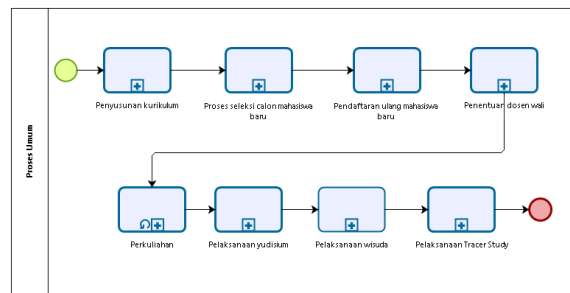 Proses Umum
Penyusunan kurikulum
Proses seleksi calon mahasiswa
baru
Pendaftaran ulang mahasiswa
baru
Penentuan dosen wali
Perkuliahan
Pelaksanaan yudisium
Pelaksanaan wisuda
Pelaksanaan Tracer Study